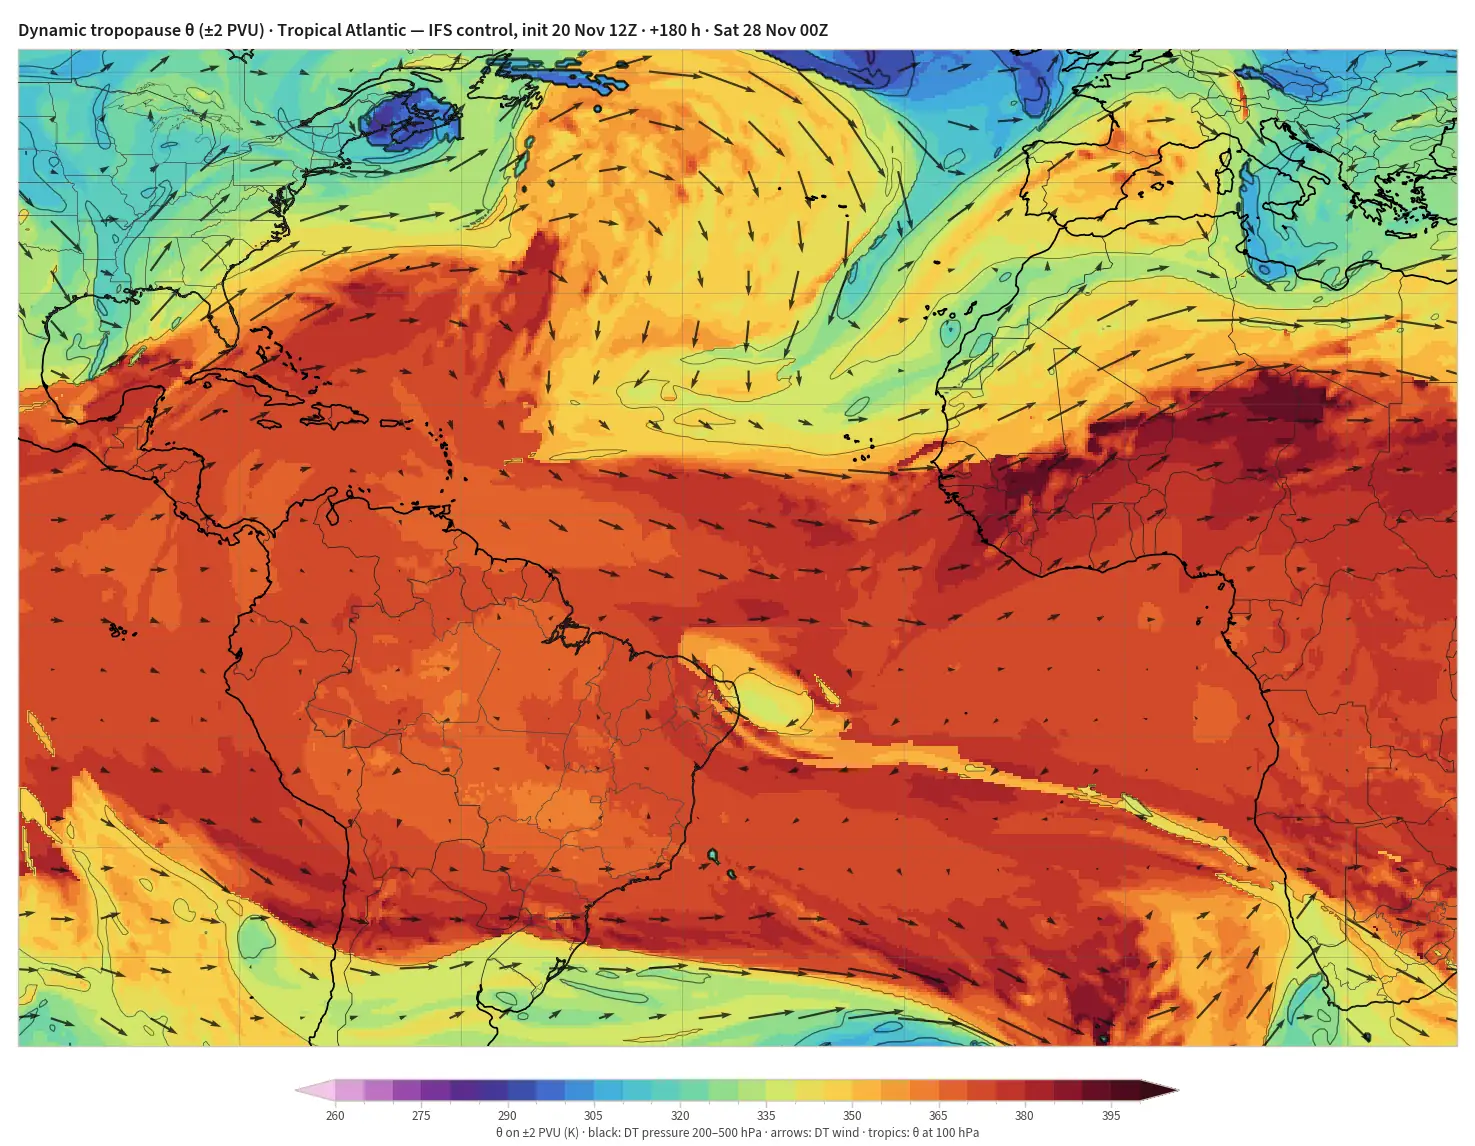 Dynamic tropopause θ (±2 PVU) · Tropical Atlantic — IFS control, init 20 Nov 12Z · +180 h · Sat 28 Nov 00Z
260 275 290 305 320 335 350 365 380 395
θ on ±2 PVU (K) · black: DT pressure 200–500 hPa · arrows: DT wind · tropics: θ at 100 hPa